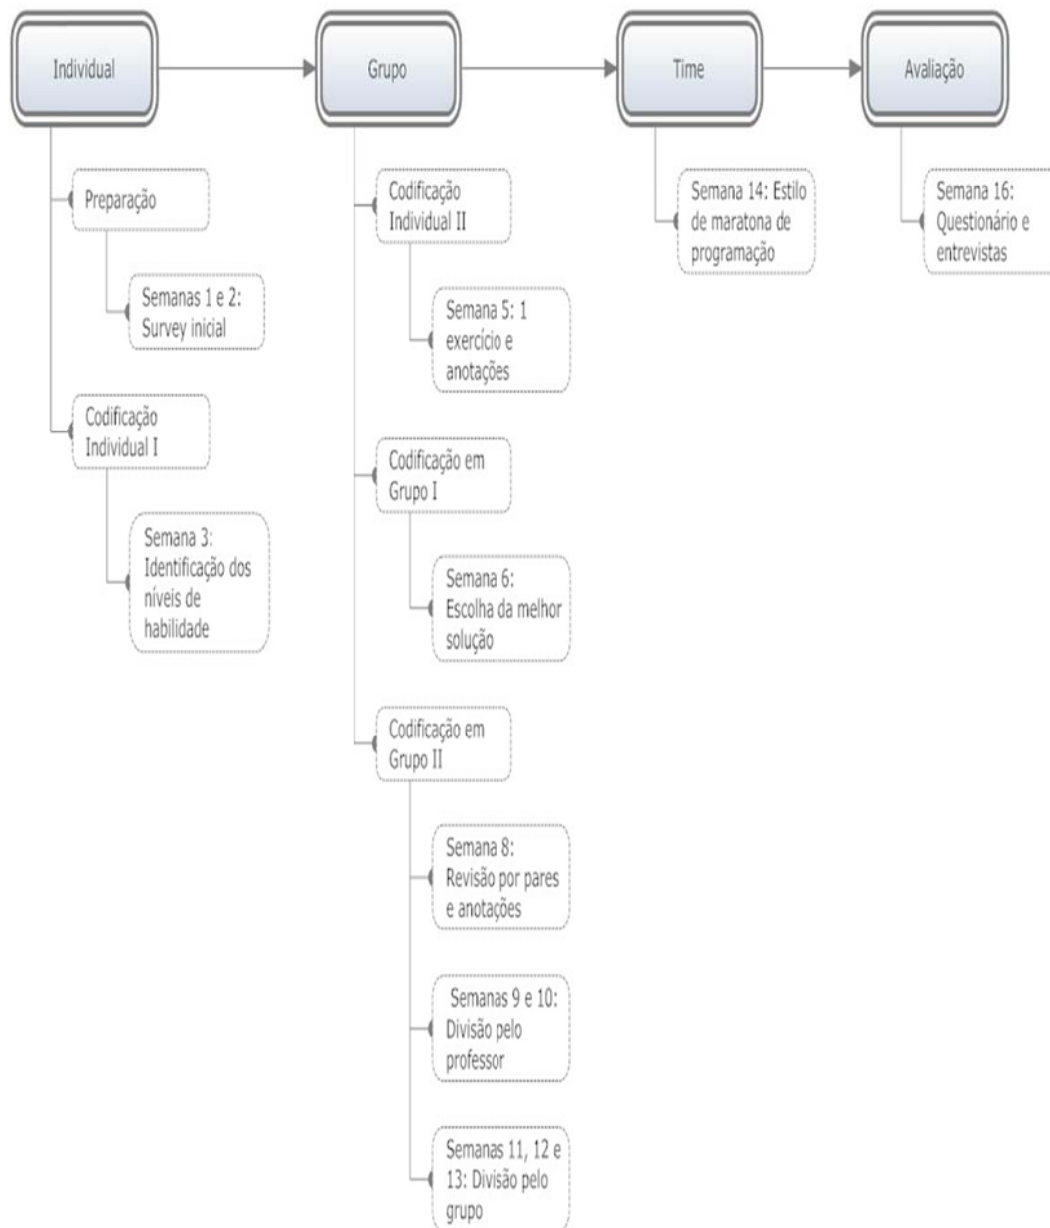 Individual
Grupo
Time
Avaliação
Preparação
Semanas 1 e 2:
Survey inicial
Codificação
Individual I
Semana 3:
Identificação dos
níveis de
habilidade
Codificação
Individual II
Semana 5: 1
exercício e
anotações
Codificação em
Grupo I
Semana 6:
Escolha da melhor
solução
Codificação em
Grupo II
Semana 8:
Revisão por pares
e anotações
Semanas 9 e 10:
Divisão pelo
professor
Semanas 11, 12 e
13: Divisão pelo
grupo
Semana 14: Estilo
de maratona de
programação
Semana 16:
Questionário e
entrevistas